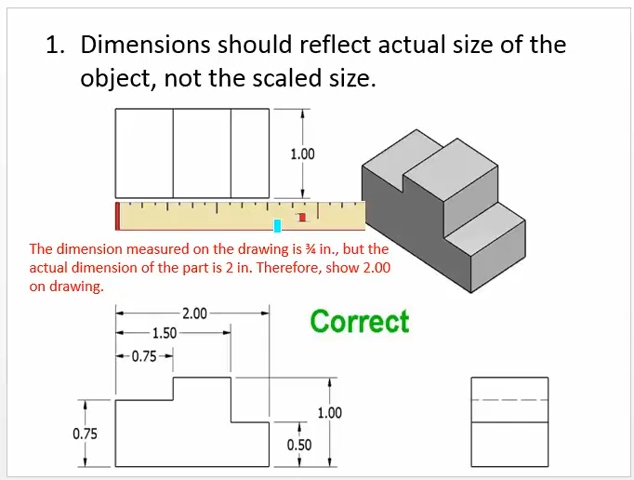 1. Dimensions should reflect actual size of the
object, not the scaled size.
1.00
The dimension measured on the drawing is ¾ in., but the
actual dimension of the part is 2 in. Therefore, show 2.00
on drawing.
2.00
Correct
1.50
0.75
1.00
0.75
0.50